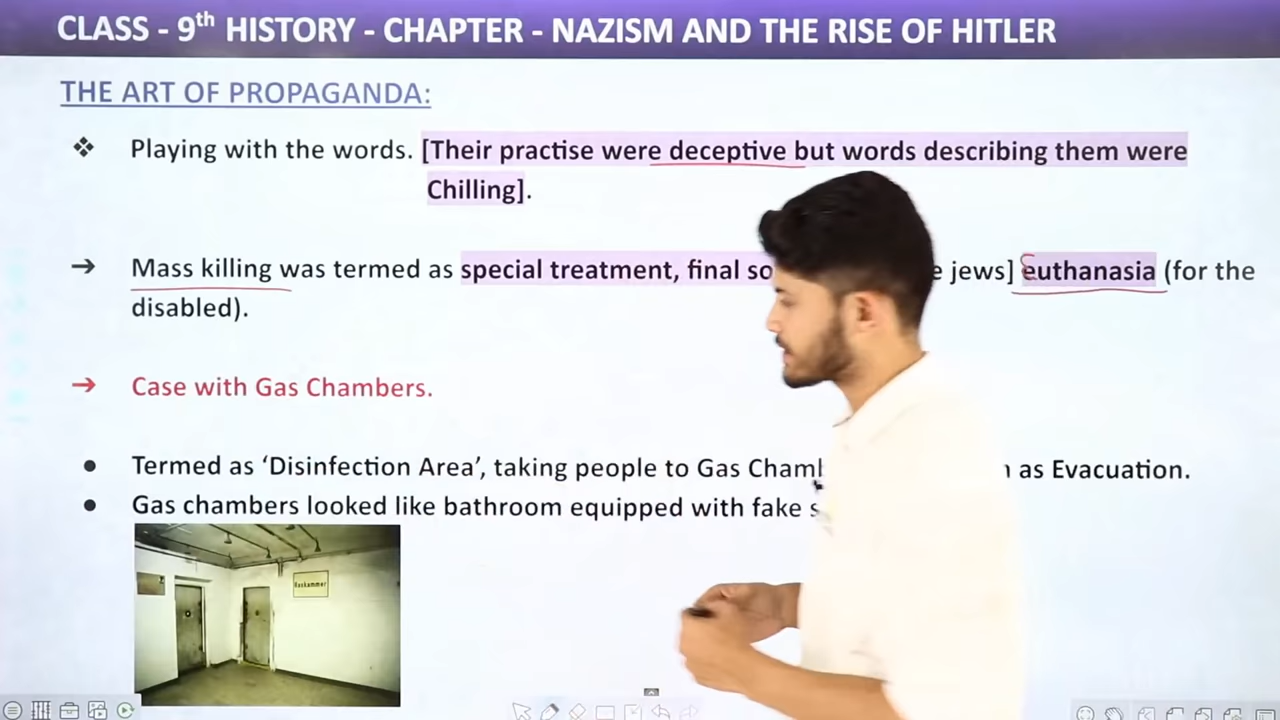 CLASS - 9th HISTORY - CHAPTER - NAZISM AND THE RISE OF HITLER
THE ART OF PROPAGANDA:
❖ Playing with the words. [Their practise were deceptive but words describing them were
Chilling].
→ Mass killing was termed as special treatment, final jews] euthanasia (for the
disabled).
→ Case with Gas Chambers.
● Termed as ‘Disinfection Area’, taking people to Gas as Evacuation.
● Gas chambers looked like bathroom equipped with fake
Gaskammer